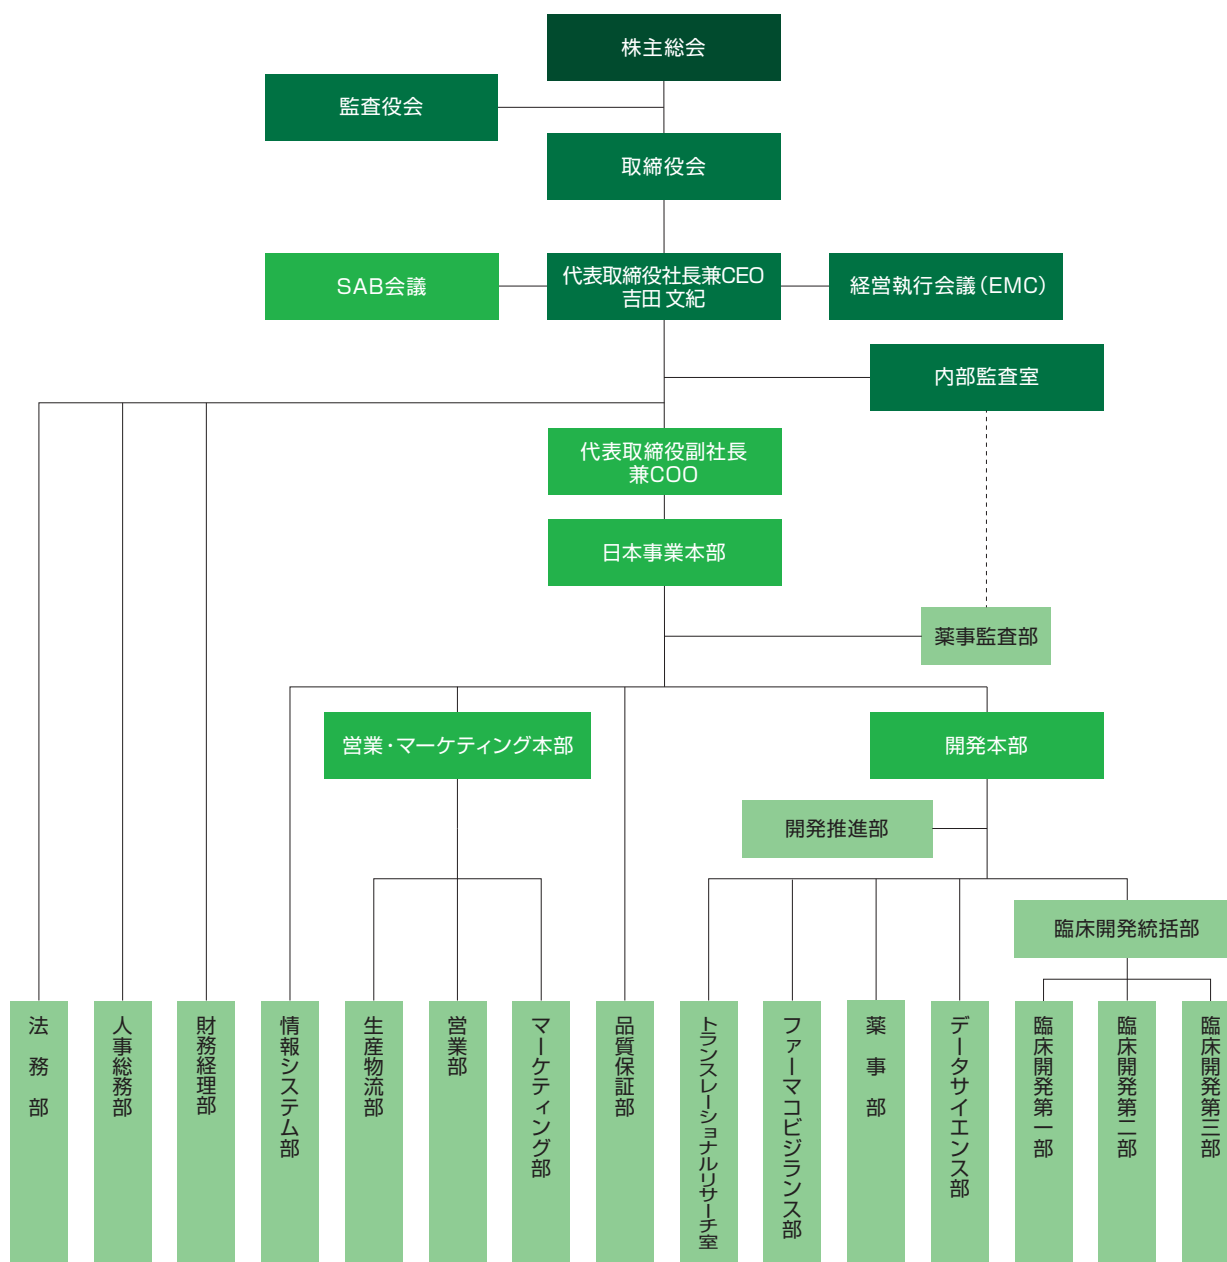 株主総会
監査役会
取締役会
SAB会議
代表取締役社長兼CEO
吉田 文紀
経営執行会議(EMC)
内部監査室
代表取締役副社長
兼COO
日本事業本部
薬事監査部
営業・マーケティング本部
開発本部
開発推進部
臨床開発統括部
法務部
人事総務部
財務経理部
情報システム部
生産物流部
営業部
マーケティング部
品質保証部
トランスレーショナルリサーチ室
ファーマコビジランス部
薬事部
データサイエンス部
臨床開発第一部
臨床開発第二部
臨床開発第三部